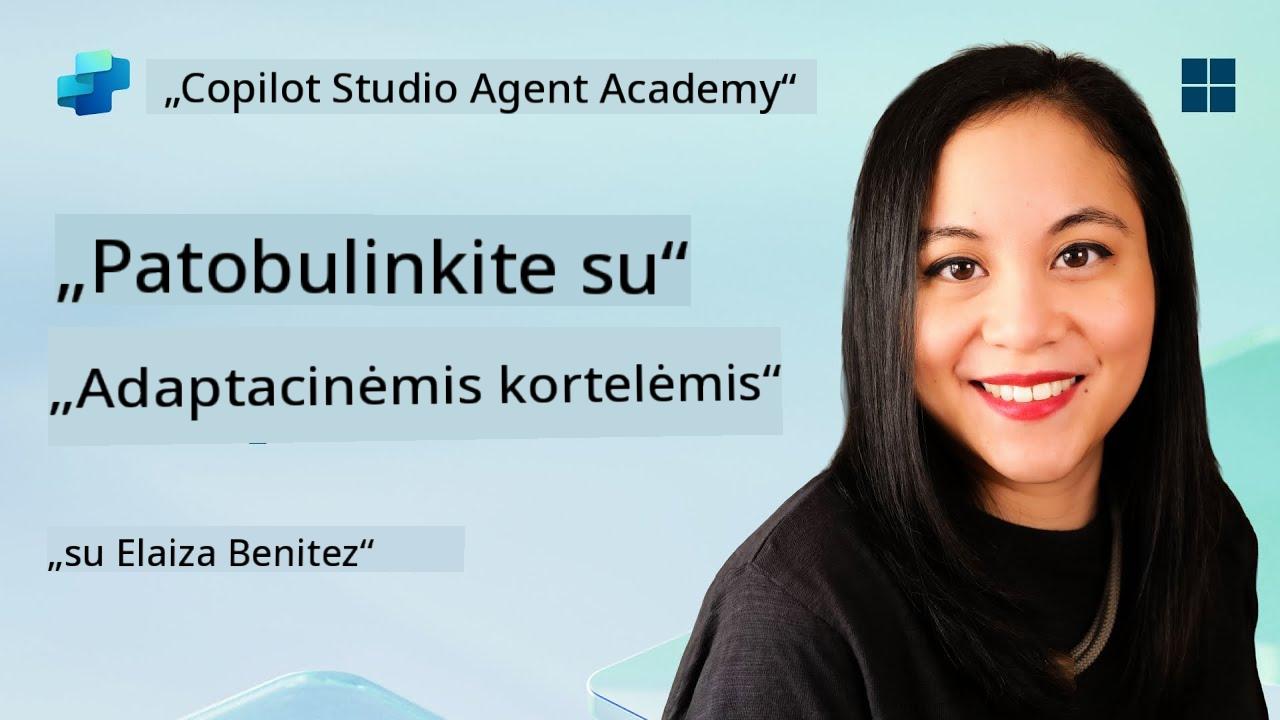 „Copilot Studio Agent Academy“
„Patobulinkite su“
„Adaptacinėmis kortelėmis“
„su Elaiza Benitez“